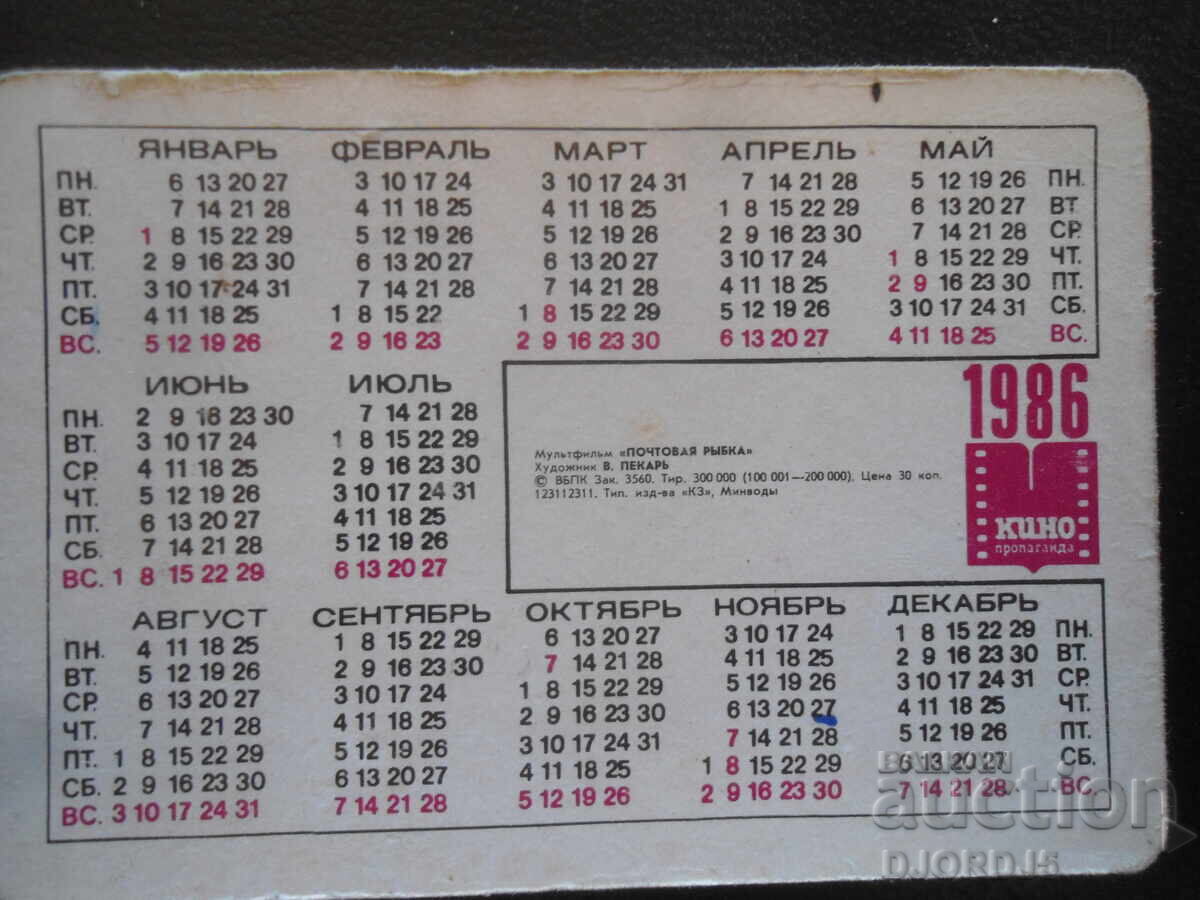 ЯНВАРЬ ФЕВРАЛЬ МАРТ АПРЕЛЬ МАЙ
ПН. 6 13 20 27 3 10 17 24 3 10 17 24 31 7 14 21 28 5 12 19 26 ПН.
ВТ. 7 14 21 28 4 11 18 25 4 11 18 25 1 8 15 22 29 6 13 20 27 ВТ.
СР. 1 8 15 22 29 5 12 19 26 5 12 19 26 2 9 16 23 30 7 14 21 28 СР.
ЧТ. 2 9 16 23 30 6 13 20 27 6 13 20 27 3 10 17 24 1 8 15 22 29 ЧТ.
ПТ. 3 10 17 24 31 7 14 21 28 7 14 21 28 4 11 18 25 2 9 16 23 30 ПТ.
СБ. 4 11 18 25 1 8 15 22 1 8 15 22 29 5 12 19 26 3 10 17 24 31 СБ.
ВС. 5 12 19 26 2 9 16 23 2 9 16 23 30 6 13 20 27 4 11 18 25 ВС.
ИЮНЬ ИЮЛЬ
ПН. 2 9 16 23 30 7 14 21 28
ВТ. 3 10 17 24 1 8 15 22 29
СР. 4 11 18 25 2 9 16 23 30
ЧТ. 5 12 19 26 3 10 17 24 31
ПТ. 6 13 20 27 4 11 18 25
СБ. 7 14 21 28 5 12 19 26
ВС. 1 8 15 22 29 6 13 20 27
1986
Мультфильм «ПОЧТОВАЯ РЫБКА»
Художник В. ПЕКАРЬ
© ВБПК Зак. 3560. Тир. 300 000 (100 001—200 000). Цена 30 коп.
123112311. Тип. изд-ва «КЗ», Минводы
кино
пропаганда
АВГУСТ СЕНТЯБРЬ ОКТЯБРЬ НОЯБРЬ ДЕКАБРЬ
ПН. 4 11 18 25 1 8 15 22 29 6 13 20 27 3 10 17 24 1 8 15 22 29 ПН.
ВТ. 5 12 19 26 2 9 16 23 30 7 14 21 28 4 11 18 25 2 9 16 23 30 ВТ.
СР. 6 13 20 27 3 10 17 24 1 8 15 22 29 5 12 19 26 3 10 17 24 31 СР.
ЧТ. 7 14 21 28 4 11 18 25 2 9 16 23 30 6 13 20 27 4 11 18 25 ЧТ.
ПТ. 1 8 15 22 29 5 12 19 26 3 10 17 24 31 7 14 21 28 5 12 19 26 ПТ.
СБ. 2 9 16 23 30 6 13 20 27 4 11 18 25 1 8 15 22 29 6 13 20 27 СБ.
ВС. 3 10 17 24 31 7 14 21 28 5 12 19 26 2 9 16 23 30 7 14 21 28 ВС.
BALKAN
auction
DJORDJ5